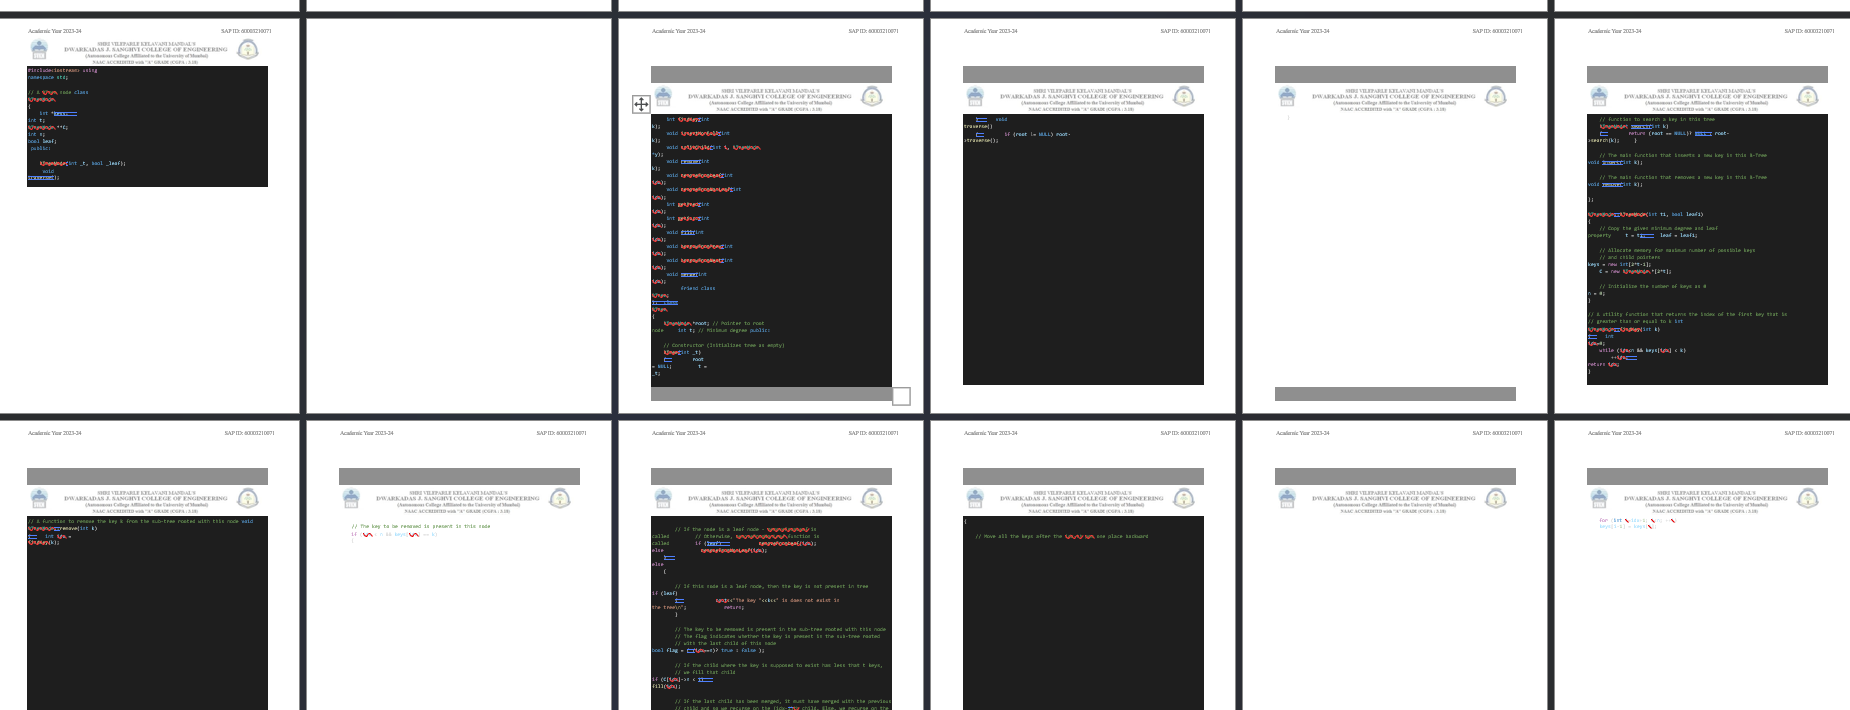 Academic Year 2023-24 SAP ID: 60003210071
SHRI VILEPARLE KELAVANI MANDAL'S
DWARKADAS J. SANGHVI COLLEGE OF ENGINEERING
(Autonomous College Affiliated to the University of Mumbai)
NAAC ACCREDITED with "A" GRADE (CGPA : 3.18)
#include<iostream> using
namespace std;
// A BTree node class
BTreeNode
{
int *keys;
int t;
BTreeNode **C;
int n;
bool leaf;
public:
BTreeNode(int _t, bool _leaf);
void
traverse();
Academic Year 2023-24 SAP ID: 60003210071
SHRI VILEPARLE KELAVANI MANDAL'S
DWARKADAS J. SANGHVI COLLEGE OF ENGINEERING
(Autonomous College Affiliated to the University of Mumbai)
NAAC ACCREDITED with "A" GRADE (CGPA : 3.18)
int findKey(int
k);
void insertNonFull(int
k);
void splitChild(int i, BTreeNode
*y);
void remove(int
k);
void removeFromLeaf(int
idx);
void removeFromNonLeaf(int
idx);
int getPred(int
idx);
int getSucc(int
idx);
void fill(int
idx);
void borrowFromPrev(int
idx);
void borrowFromNext(int
idx);
void merge(int
idx);
friend class
BTree;
}; class
BTree
{
BTreeNode *root; // Pointer to root
node int t; // Minimum degree public:
// Constructor (Initializes tree as empty)
BTree(int _t)
{ root
= NULL; t =
_t;
Academic Year 2023-24 SAP ID: 60003210071
SHRI VILEPARLE KELAVANI MANDAL'S
DWARKADAS J. SANGHVI COLLEGE OF ENGINEERING
(Autonomous College Affiliated to the University of Mumbai)
NAAC ACCREDITED with "A" GRADE (CGPA : 3.18)
void
traverse()
{ if (root != NULL) root-
>traverse();
Academic Year 2023-24 SAP ID: 60003210071
SHRI VILEPARLE KELAVANI MANDAL'S
DWARKADAS J. SANGHVI COLLEGE OF ENGINEERING
(Autonomous College Affiliated to the University of Mumbai)
NAAC ACCREDITED with "A" GRADE (CGPA : 3.18)
Academic Year 2023-24 SAP ID: 60003210071
SHRI VILEPARLE KELAVANI MANDAL'S
DWARKADAS J. SANGHVI COLLEGE OF ENGINEERING
(Autonomous College Affiliated to the University of Mumbai)
NAAC ACCREDITED with "A" GRADE (CGPA : 3.18)
// function to search a key in this tree
BTreeNode* search(int k)
{ return (root == NULL)? NULL : root-
>search(k); }
// The main function that inserts a new key in this B-Tree
void insert(int k);
// The main function that removes a new key in this B-Tree
void remove(int k);
};
BTreeNode::BTreeNode(int t1, bool leaf1)
{
// Copy the given minimum degree and leaf
property t = t1; leaf = leaf1;
// Allocate memory for maximum number of possible keys
// and child pointers
keys = new int[2*t-1];
C = new BTreeNode *[2*t];
// Initialize the number of keys as 0
n = 0;
}
// A utility function that returns the index of the first key that is
// greater than or equal to k int
BTreeNode::findKey(int k)
{ int
idx=0;
while (idx<n && keys[idx] < k)
++idx;
return idx;
}
Academic Year 2023-24 SAP ID: 60003210071
SHRI VILEPARLE KELAVANI MANDAL'S
DWARKADAS J. SANGHVI COLLEGE OF ENGINEERING
(Autonomous College Affiliated to the University of Mumbai)
NAAC ACCREDITED with "A" GRADE (CGPA : 3.18)
// A function to remove the key k from the sub-tree rooted with this node void
BTreeNode::remove(int k)
{ int idx =
findKey(k);
Academic Year 2023-24 SAP ID: 60003210071
SHRI VILEPARLE KELAVANI MANDAL'S
DWARKADAS J. SANGHVI COLLEGE OF ENGINEERING
(Autonomous College Affiliated to the University of Mumbai)
NAAC ACCREDITED with "A" GRADE (CGPA : 3.18)
// The key to be removed is present in this node
if (idx < n && keys[idx] == k)
Academic Year 2023-24 SAP ID: 60003210071
SHRI VILEPARLE KELAVANI MANDAL'S
DWARKADAS J. SANGHVI COLLEGE OF ENGINEERING
(Autonomous College Affiliated to the University of Mumbai)
NAAC ACCREDITED with "A" GRADE (CGPA : 3.18)
// If the node is a leaf node - removeFromLeaf is
called // Otherwise, removeFromNonLeaf function is
called if (leaf) removeFromLeaf(idx);
else removeFromNonLeaf(idx);
}
else
{
// If this node is a leaf node, then the key is not present in tree
if (leaf)
{ cout<<"The key "<<k<<" is does not exist in
the tree\n"; return;
}
// The key to be removed is present in the sub-tree rooted with this node
// The flag indicates whether the key is present in the sub-tree rooted
// with the last child of this node
bool flag = ( (idx==n)? true : false );
// If the child where the key is supposed to exist has less that t keys,
// we fill that child
if (C[idx]->n < t)
fill(idx);
// If the last child has been merged, it must have merged with the previous
// child and so we recurse on the (idx-1)th child. Else, we recurse on the
Academic Year 2023-24 SAP ID: 60003210071
SHRI VILEPARLE KELAVANI MANDAL'S
DWARKADAS J. SANGHVI COLLEGE OF ENGINEERING
(Autonomous College Affiliated to the University of Mumbai)
NAAC ACCREDITED with "A" GRADE (CGPA : 3.18)
{
// Move all the keys after the idx-th pos one place backward
Academic Year 2023-24 SAP ID: 60003210071
SHRI VILEPARLE KELAVANI MANDAL'S
DWARKADAS J. SANGHVI COLLEGE OF ENGINEERING
(Autonomous College Affiliated to the University of Mumbai)
NAAC ACCREDITED with "A" GRADE (CGPA : 3.18)
Academic Year 2023-24 SAP ID: 60003210071
SHRI VILEPARLE KELAVANI MANDAL'S
DWARKADAS J. SANGHVI COLLEGE OF ENGINEERING
(Autonomous College Affiliated to the University of Mumbai)
NAAC ACCREDITED with "A" GRADE (CGPA : 3.18)
for (int